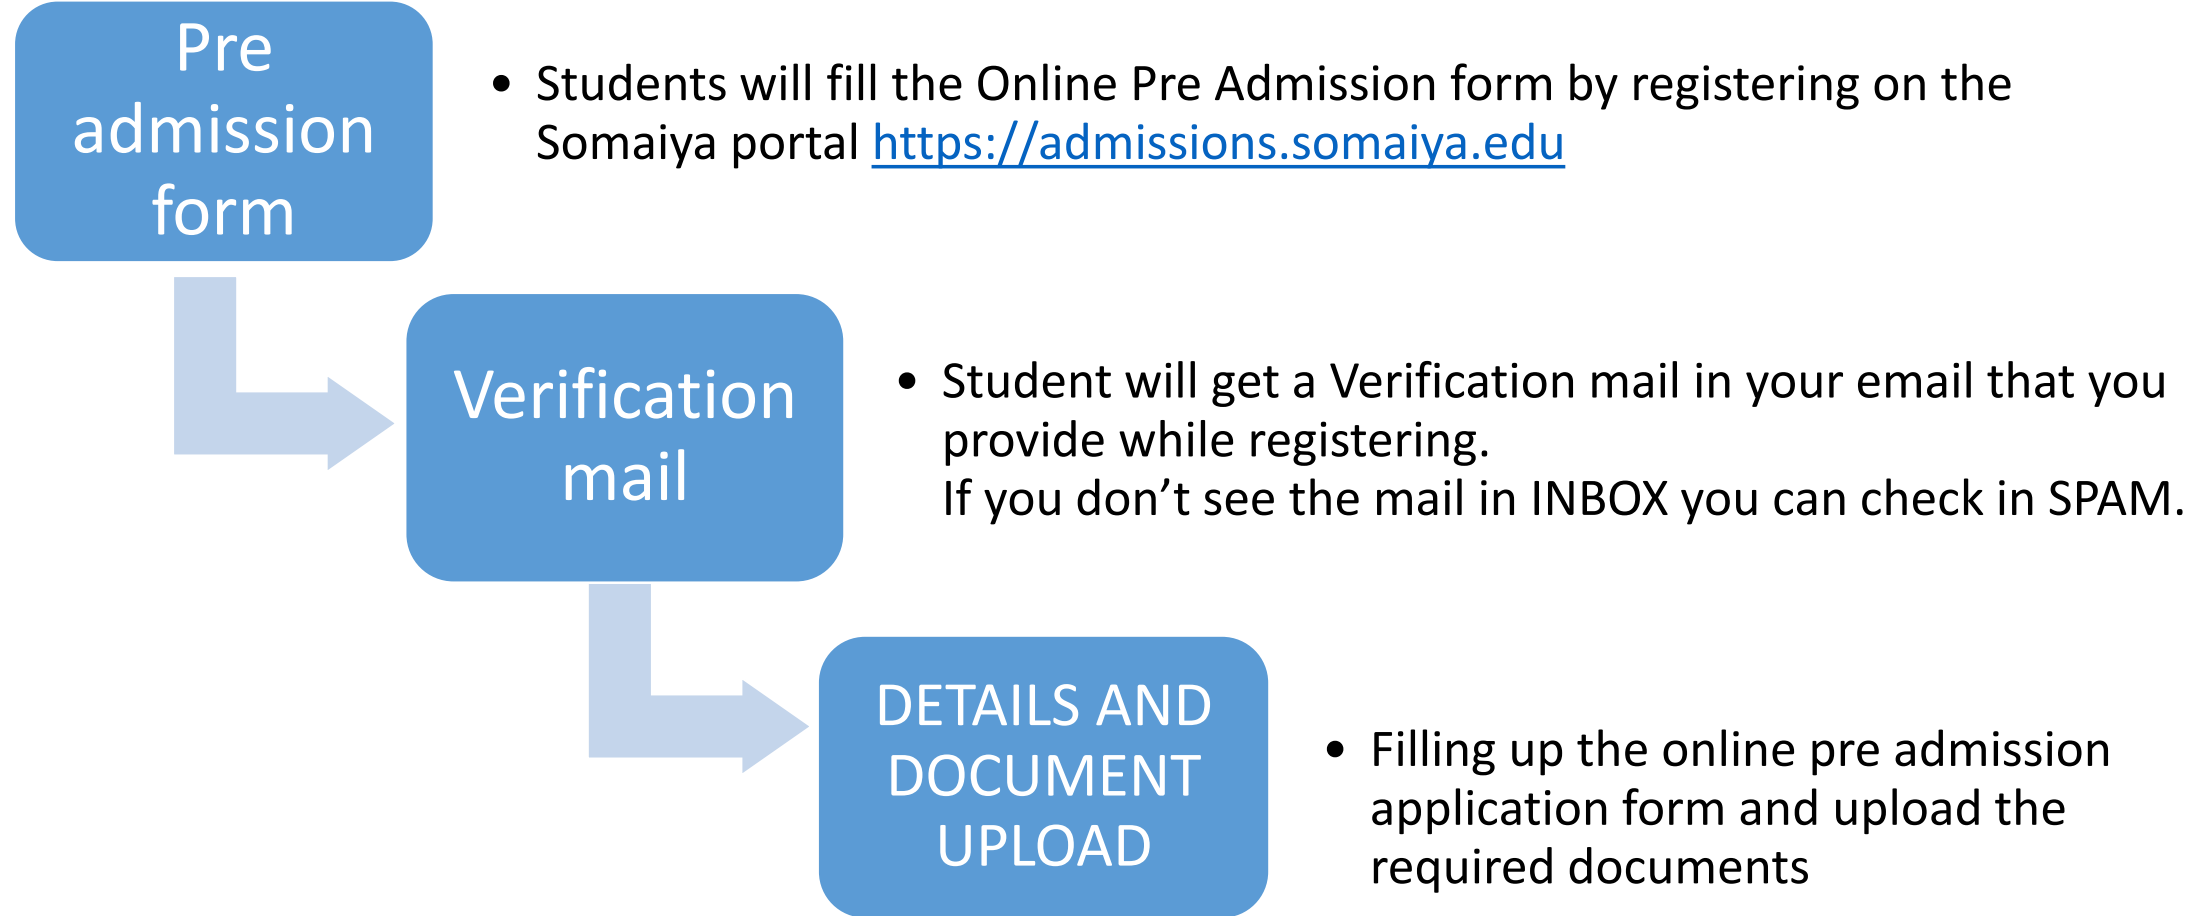 Pre
admission
form
• Students will fill the Online Pre Admission form by registering on the
Somaiya portal https://admissions.somaiya.edu
Verification
mail
• Student will get a Verification mail in your email that you
provide while registering.
If you don’t see the mail in INBOX you can check in SPAM.
DETAILS AND
DOCUMENT
UPLOAD
• Filling up the online pre admission
application form and upload the
required documents